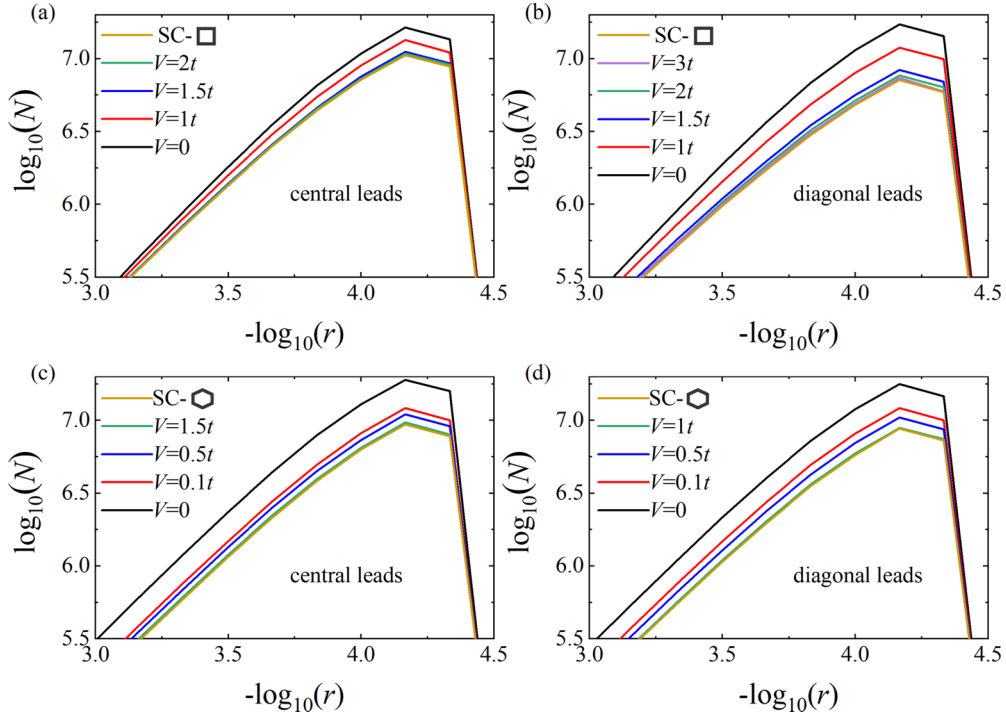 (a)
SC-
V=2t
V=1.5t
V=1t
V=0
central leads
log10(N)
7.0
6.5
6.0
5.5
3.0 3.5 4.0 4.5
-log10(r)
(b)
SC-
V=3t
V=2t
V=1.5t
V=1t
V=0
diagonal leads
log10(N)
7.0
6.5
6.0
5.5
3.0 3.5 4.0 4.5
-log10(r)
(c)
SC-
V=1.5t
V=0.5t
V=0.1t
V=0
central leads
log10(N)
7.0
6.5
6.0
5.5
3.0 3.5 4.0 4.5
-log10(r)
(d)
SC-
V=1t
V=0.5t
V=0.1t
V=0
diagonal leads
log10(N)
7.0
6.5
6.0
5.5
3.0 3.5 4.0 4.5
-log10(r)